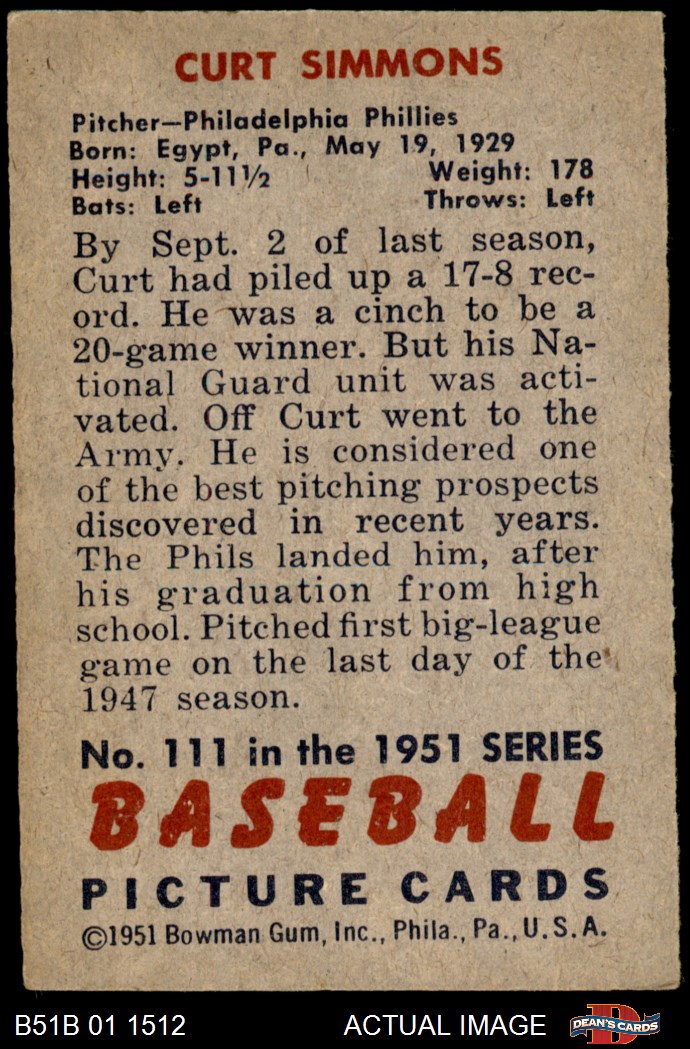 CURT SIMMONS
Pitcher—Philadelphia Phillies
Born: Egypt, Pa., May 19, 1929
Height: 5-11½ Weight: 178
Bats: Left Throws: Left
By Sept. 2 of last season,
Curt had piled up a 17-8 rec-
ord. He was a cinch to be a
20-game winner. But his Na-
tional Guard unit was acti-
vated. Off Curt went to the
Army. He is considered one
of the best pitching prospects
discovered in recent years.
The Phils landed him, after
his graduation from high
school. Pitched first big-league
game on the last day of the
1947 season.
No. 111 in the 1951 SERIES
BASEBALL
PICTURE CARDS
©1951 Bowman Gum, Inc., Phila., Pa., U.S.A.
B51B 01 1512 ACTUAL IMAGE D DEAN'S CARDS